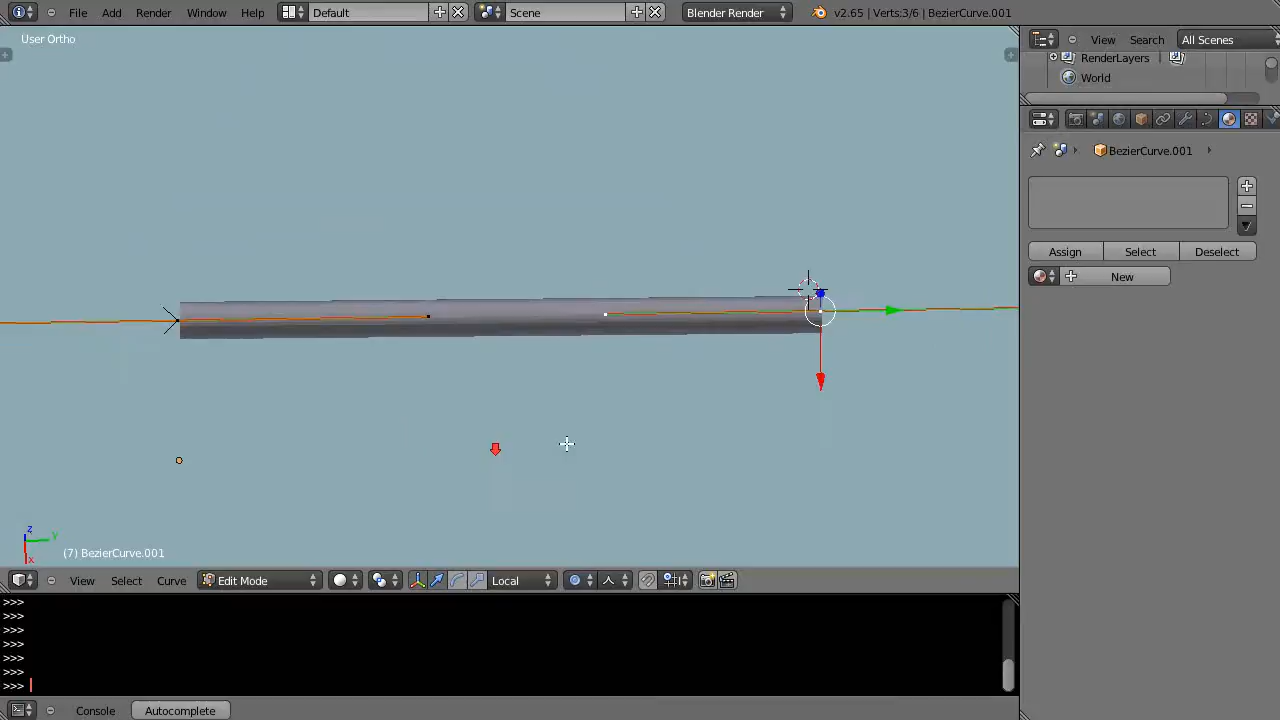 File Add Render Window Help Default Scene Blender Render v2.65 | Verts:3/6 | BezierCurve.001
User Ortho
View Search All Scenes
RenderLayers |
World
BezierCurve.001
Assign Select Deselect
New
z
y
x
(7) BezierCurve.001
View Select Curve Edit Mode Local
>>>
>>>
>>>
>>>
>>>
>>>
>>>
Console Autocomplete